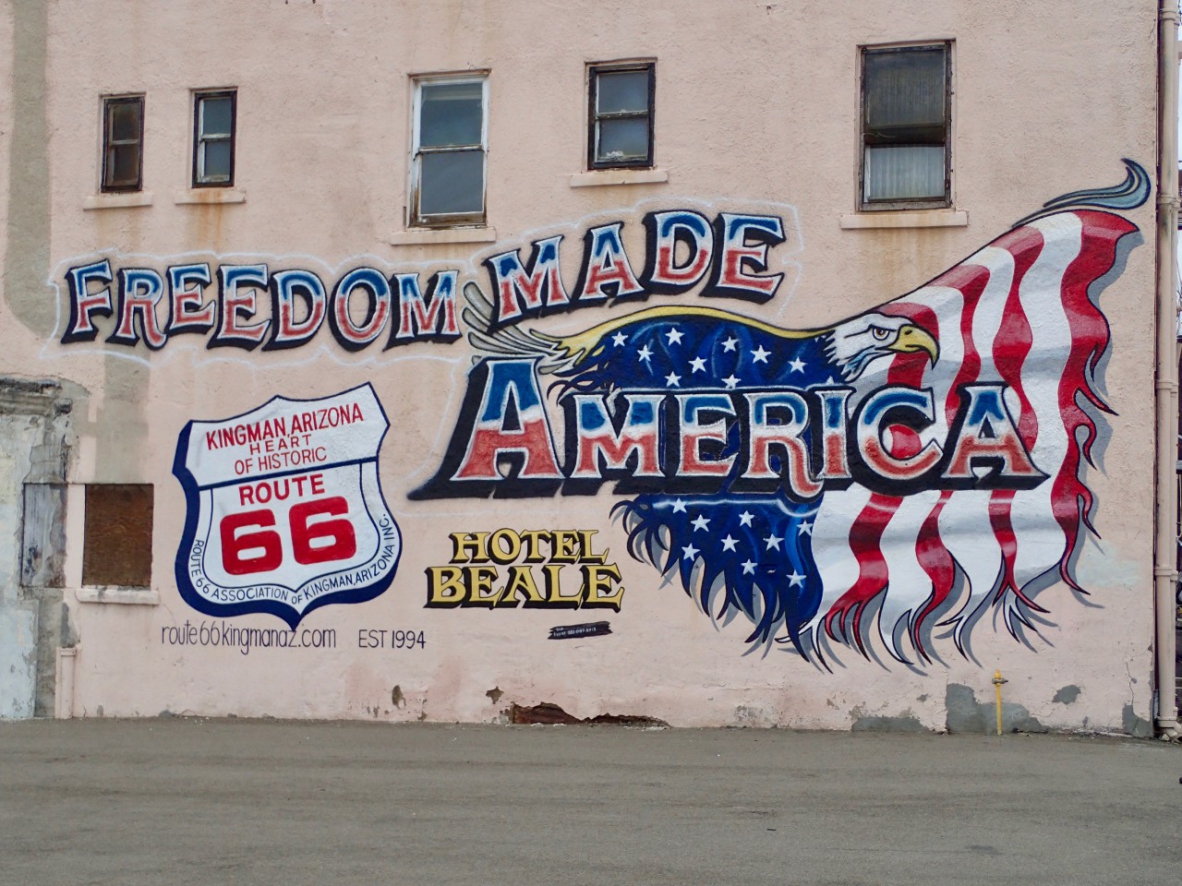 FREEDOM MADE
AMERICA
KINGMAN, ARIZONA
HEART
OF HISTORIC
ROUTE
66
ROUTE 66 ASSOCIATION OF KINGMAN, ARIZONA INC.
HOTEL
BEALE
route66kingmanaz.com EST 1994